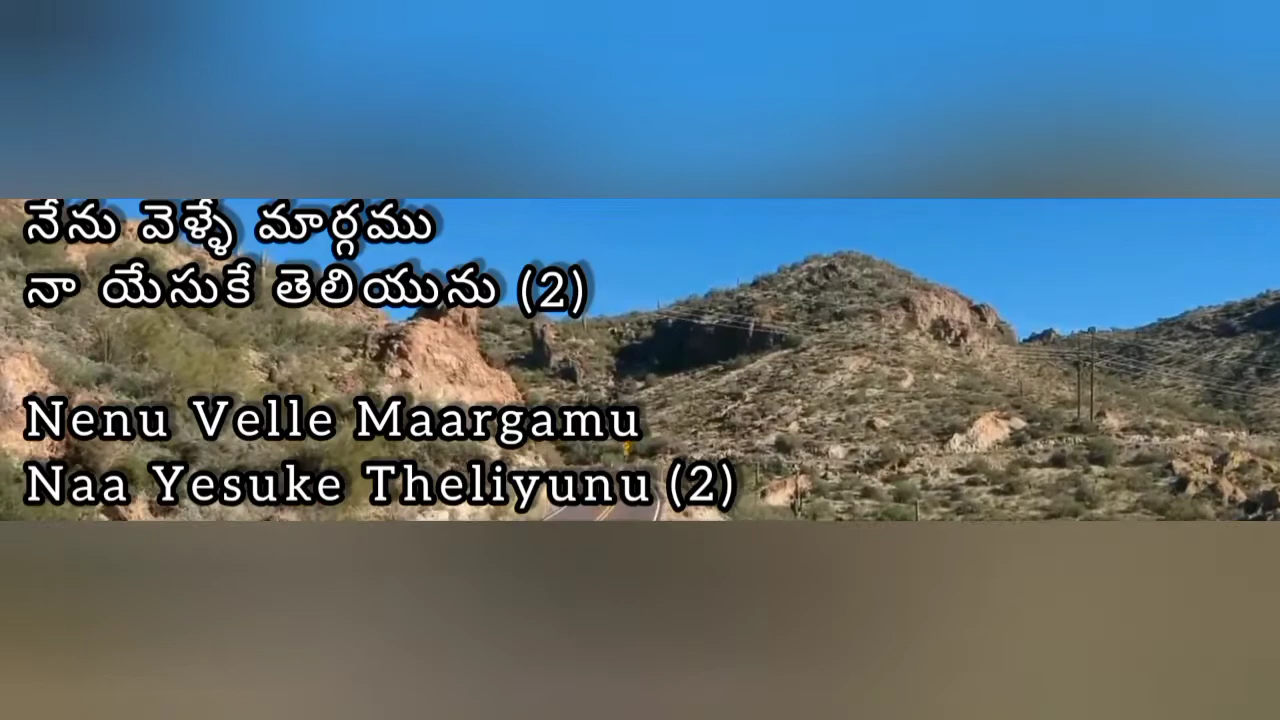 నేను వెళ్ళే మార్గము
నా యేసుకే తెలియును (2)
Nenu Velle Maargamu
Naa Yesuke Theliyunu (2)